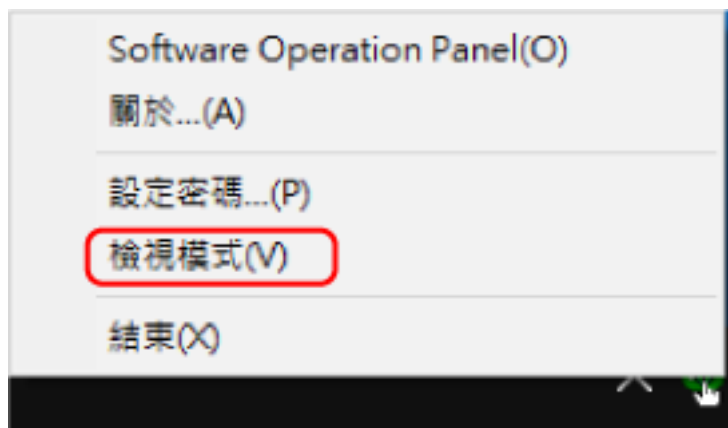 Software Operation Panel(O)
關於...(A)
設定密碼...(P)
檢視模式(V)
結束(X)